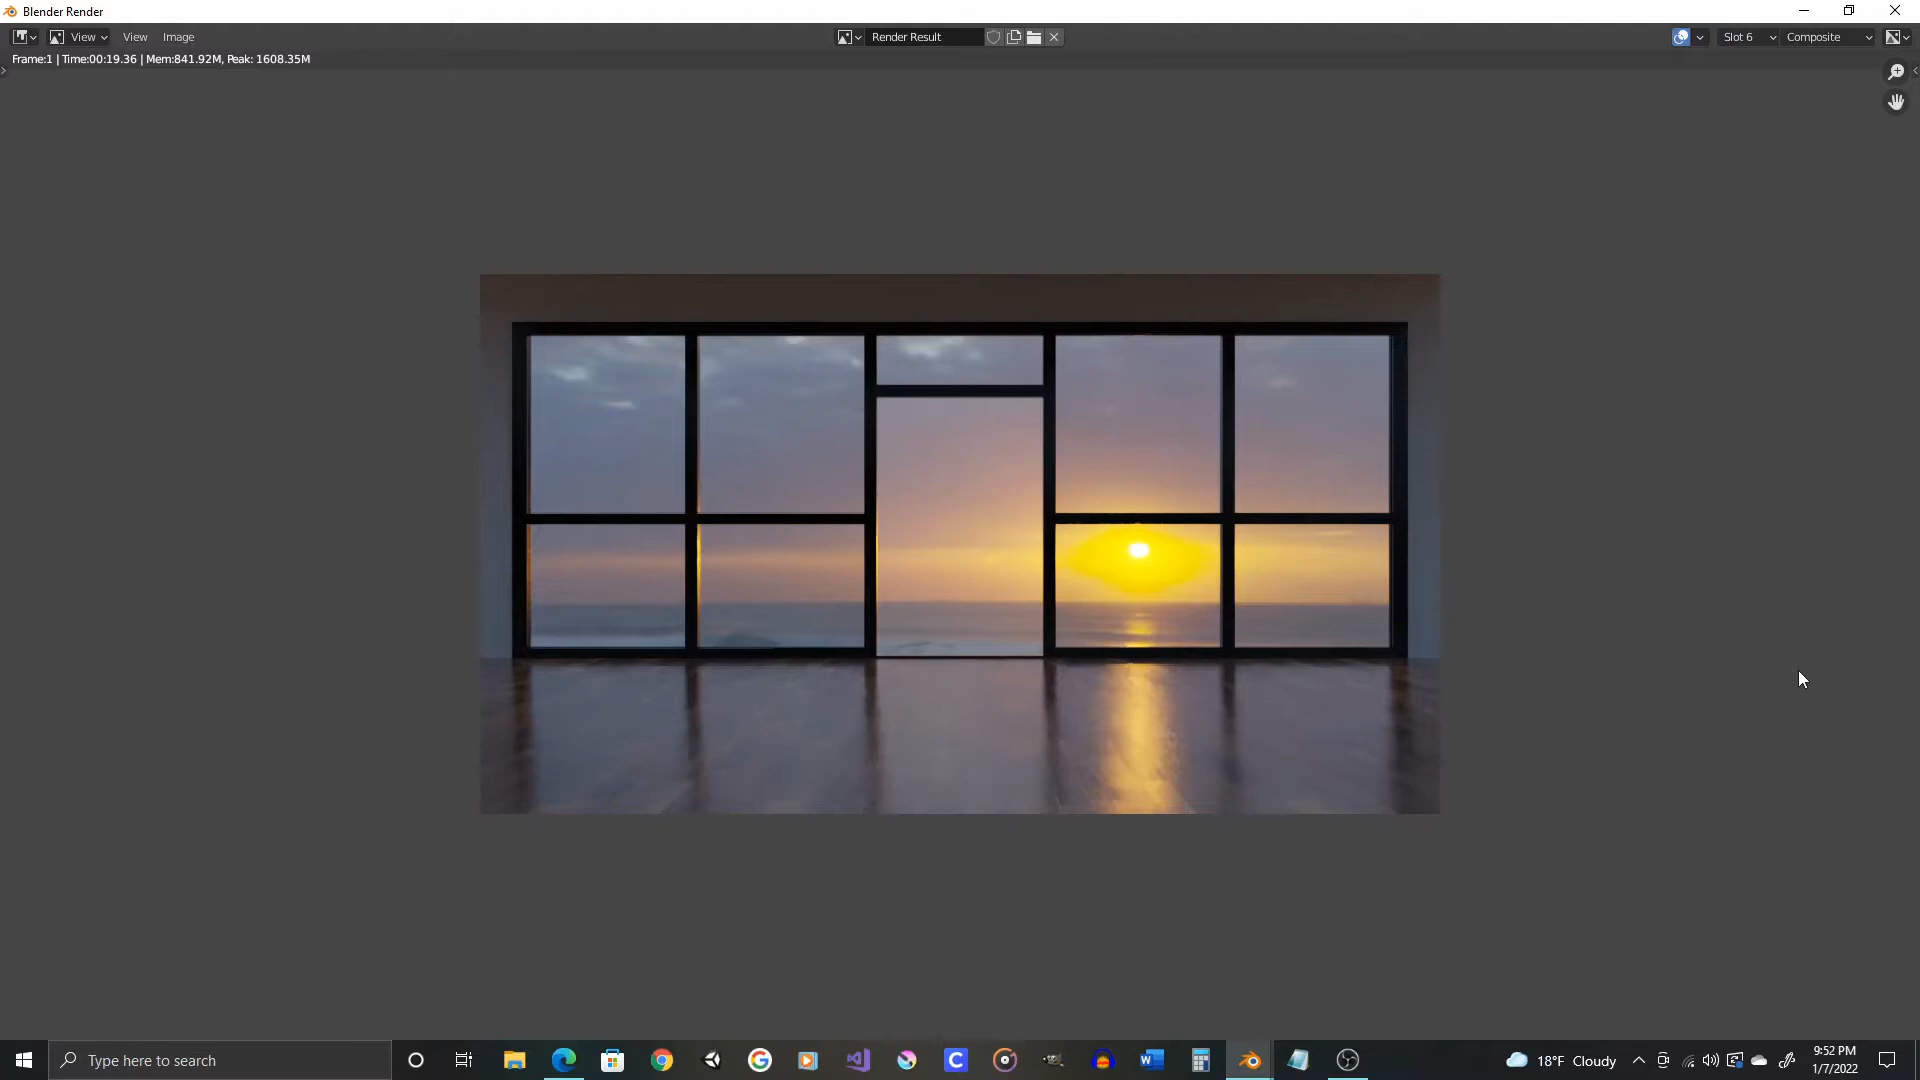 Blender Render
View View Image Render Result Slot 6 Composite
Frame:1 | Time:00:19.36 | Mem:841.92M, Peak: 1608.35M
Type here to search
18°F Cloudy
9:52 PM
1/7/2022